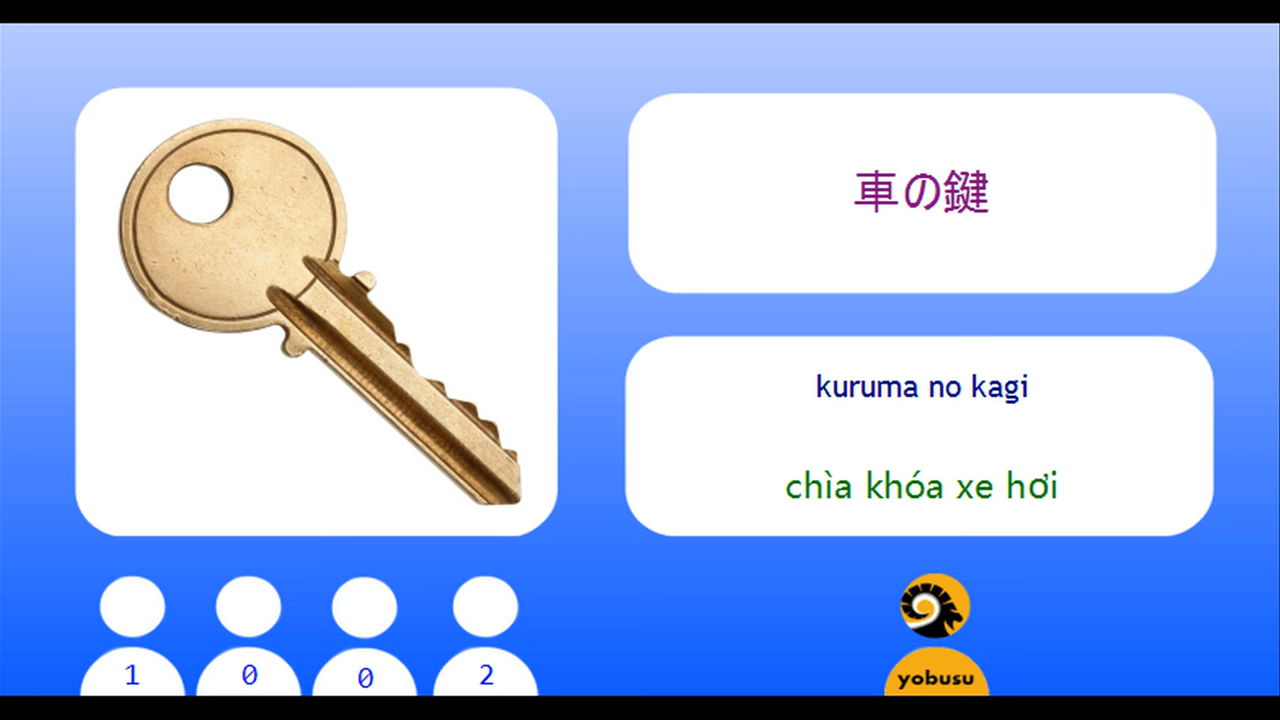 車の鍵
kuruma no kagi
chìa khóa xe hơi
1 0 0 2
yobusu